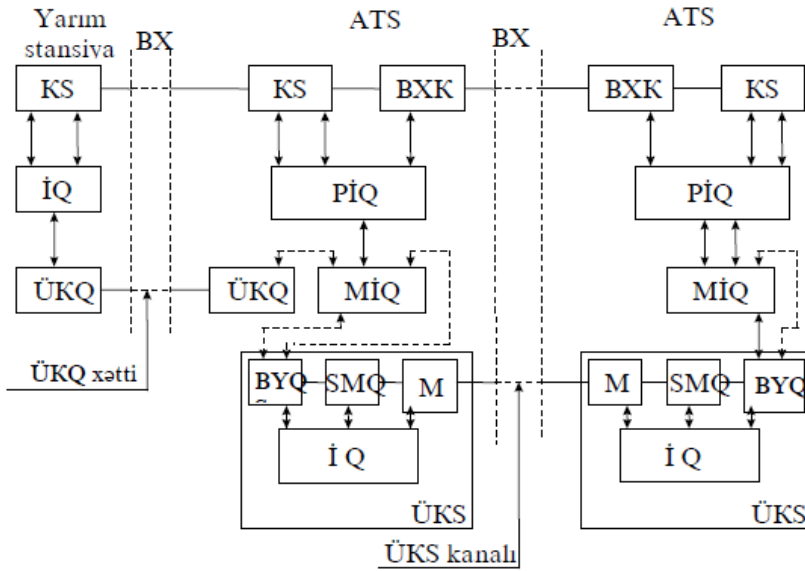 Yarım
stansiya
BX
ATS
BX
ATS
KS
KS
BXK
BXK
KS
İQ
PİQ
PİQ
ÜKQ
ÜKQ
MİQ
MİQ
ÜKQ xətti
BYQ
SMQ
M
M
SMQ
BYQ
İ Q
İ Q
ÜKS
ÜKS
ÜKS kanalı